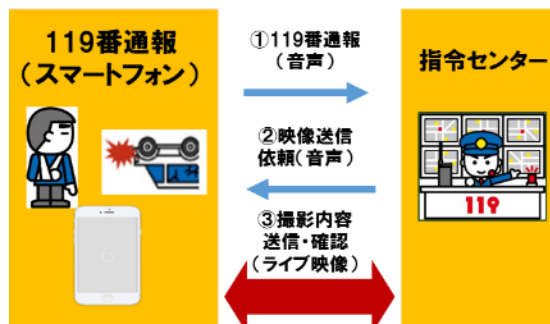 119番通報
（スマートフォン）
①119番通報
（音声）
②映像送信
依頼（音声）
③撮影内容
送信・確認
（ライブ映像）
指令センター
119